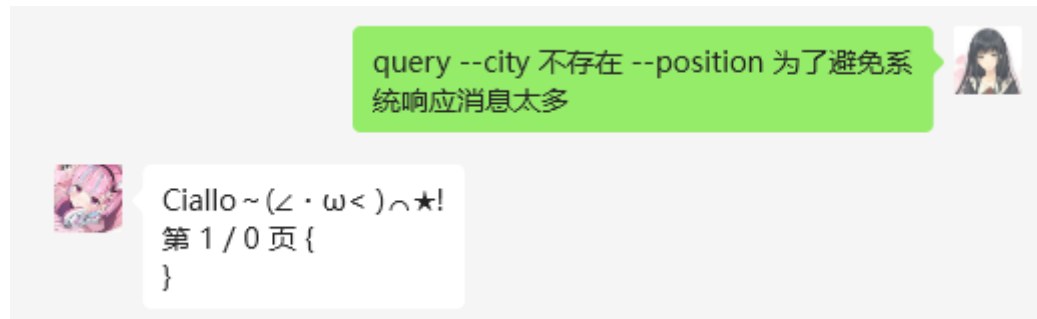 query --city 不存在 --position 为了避免系
统响应消息太多
Ciallo～(∠・ω< )⌒★!
第 1 / 0 页 {
}